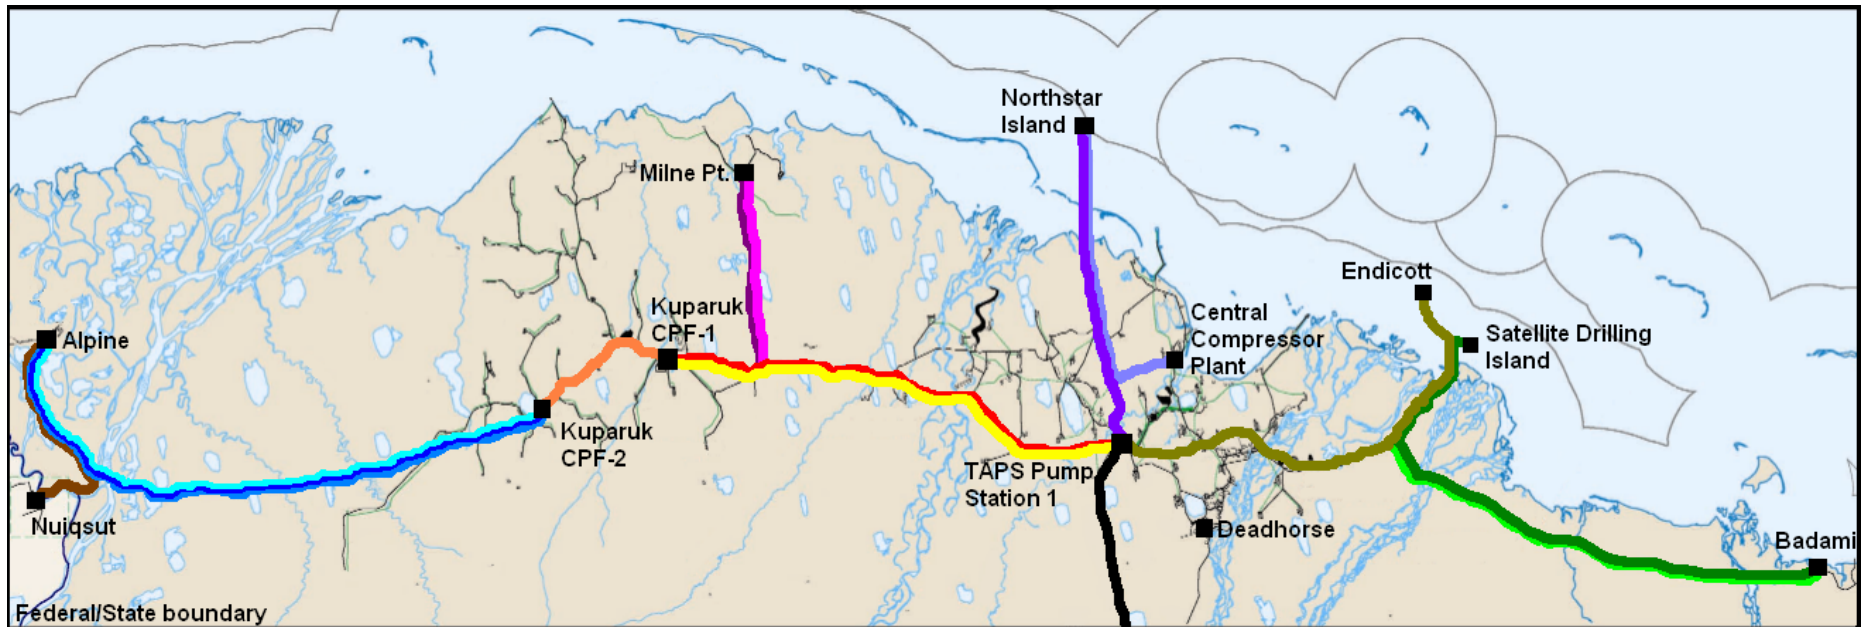 Northstar
Island
Milne Pt.
Endicott
Kuparuk
CPF-1
Central
Compressor
Plant
Satellite Drilling
Island
Alpine
Kuparuk
CPF-2
TAPS Pump
Station 1
Nuiqsut
Deadhorse
Badami
Federal/State boundary